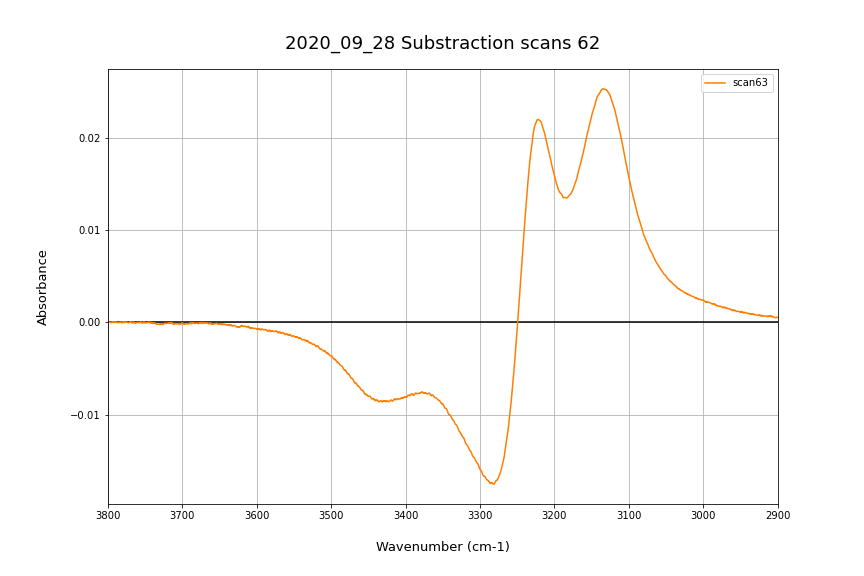 2020_09_28 Substraction scans 62
scan63
Absorbance
0.02
0.01
0.00
−0.01
3800 3700 3600 3500 3400 3300 3200 3100 3000 2900
Wavenumber (cm-1)